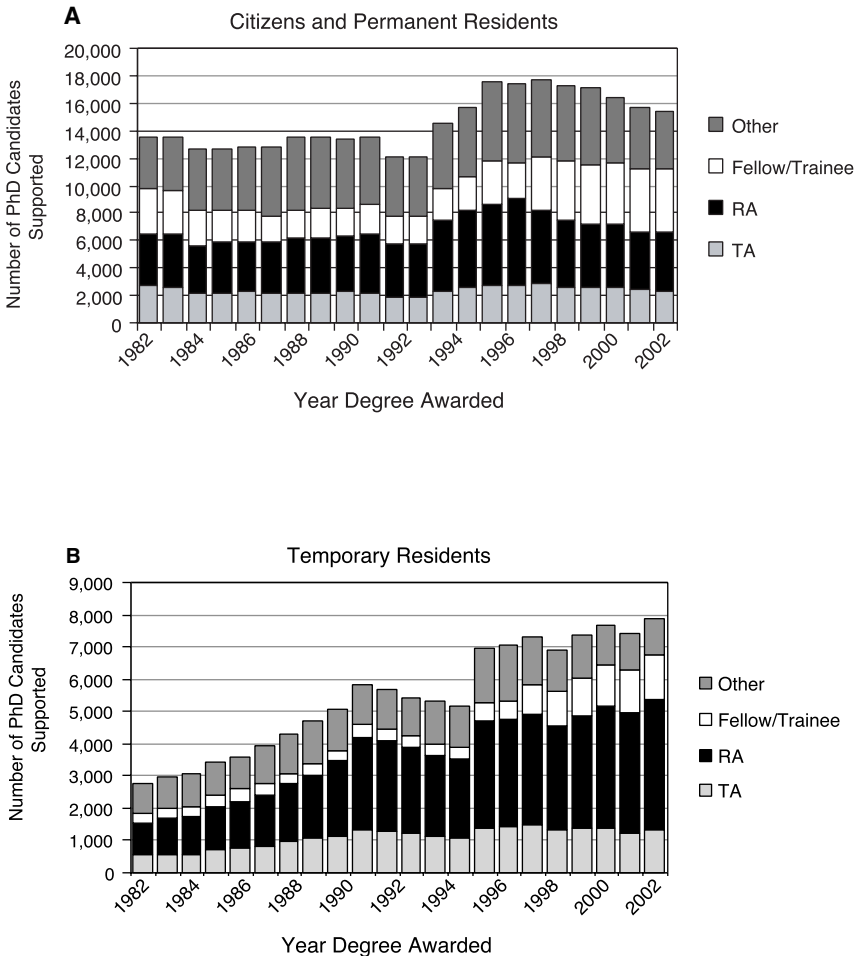 A
Citizens and Permanent Residents
20,000
18,000
16,000
14,000
12,000
10,000
8,000
6,000
4,000
2,000
0
Number of PhD Candidates
Supported
1982
1984
1986
1988
1990
1992
1994
1996
1998
2000
2002
Year Degree Awarded
Other
Fellow/Trainee
RA
TA
B
Temporary Residents
9,000
8,000
7,000
6,000
5,000
4,000
3,000
2,000
1,000
0
Number of PhD Candidates
Supported
1982
1984
1986
1988
1990
1992
1994
1996
1998
2000
2002
Year Degree Awarded
Other
Fellow/Trainee
RA
TA